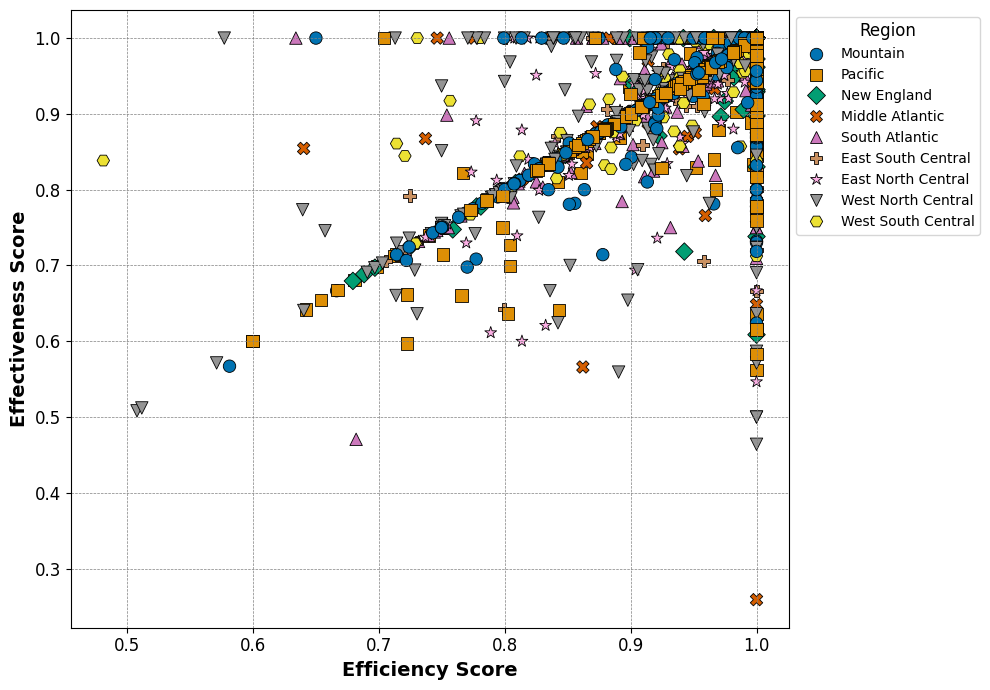 Region
Mountain
Pacific
New England
Middle Atlantic
South Atlantic
East South Central
East North Central
West North Central
West South Central
Effectiveness Score
1.0
0.9
0.8
0.7
0.6
0.5
0.4
0.3
0.5 0.6 0.7 0.8 0.9 1.0
Efficiency Score